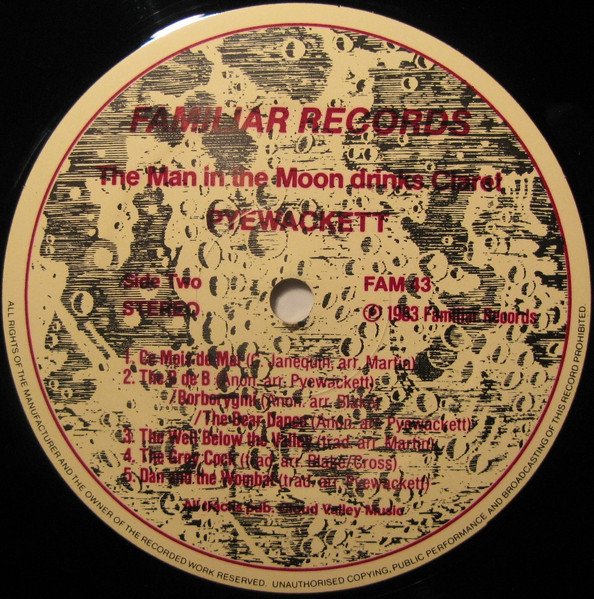 FAMILIAR RECORDS
The Man in the Moon drinks Claret
PYEWACKETT
Side Two
FAM 43
STEREO
℗ 1983 Familiar Records
1. Ce Mois de Mai (C. Janequin, arr. Martin)
2. The B de B (Anon. arr. Pyewackett)
/Borborygmi (Anon. arr. Blake)
/The Bear Dance (Anon. arr. Pyewackett)
3. The Well Below the Valley (trad. arr. Martin)
4. The Grey Cock (trad. arr. Blake/Cross)
5. Dan and the Wombat (trad. arr. Pyewackett)
All tracks pub. Cloud Valley Music
ALL RIGHTS OF THE MANUFACTURER AND THE OWNER OF THE RECORDED WORK RESERVED. UNAUTHORISED COPYING, PUBLIC PERFORMANCE AND BROADCASTING OF THIS RECORD PROHIBITED